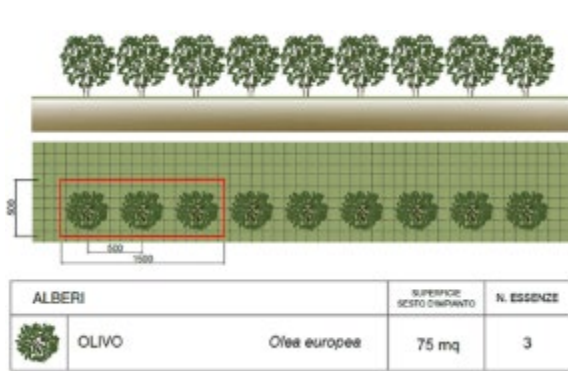 500
500
1500
ALBERI
SUPERFICIE
SESTO D'IMPIANTO
N. ESSENZE
OLIVO
Olea europea
75 mq
3